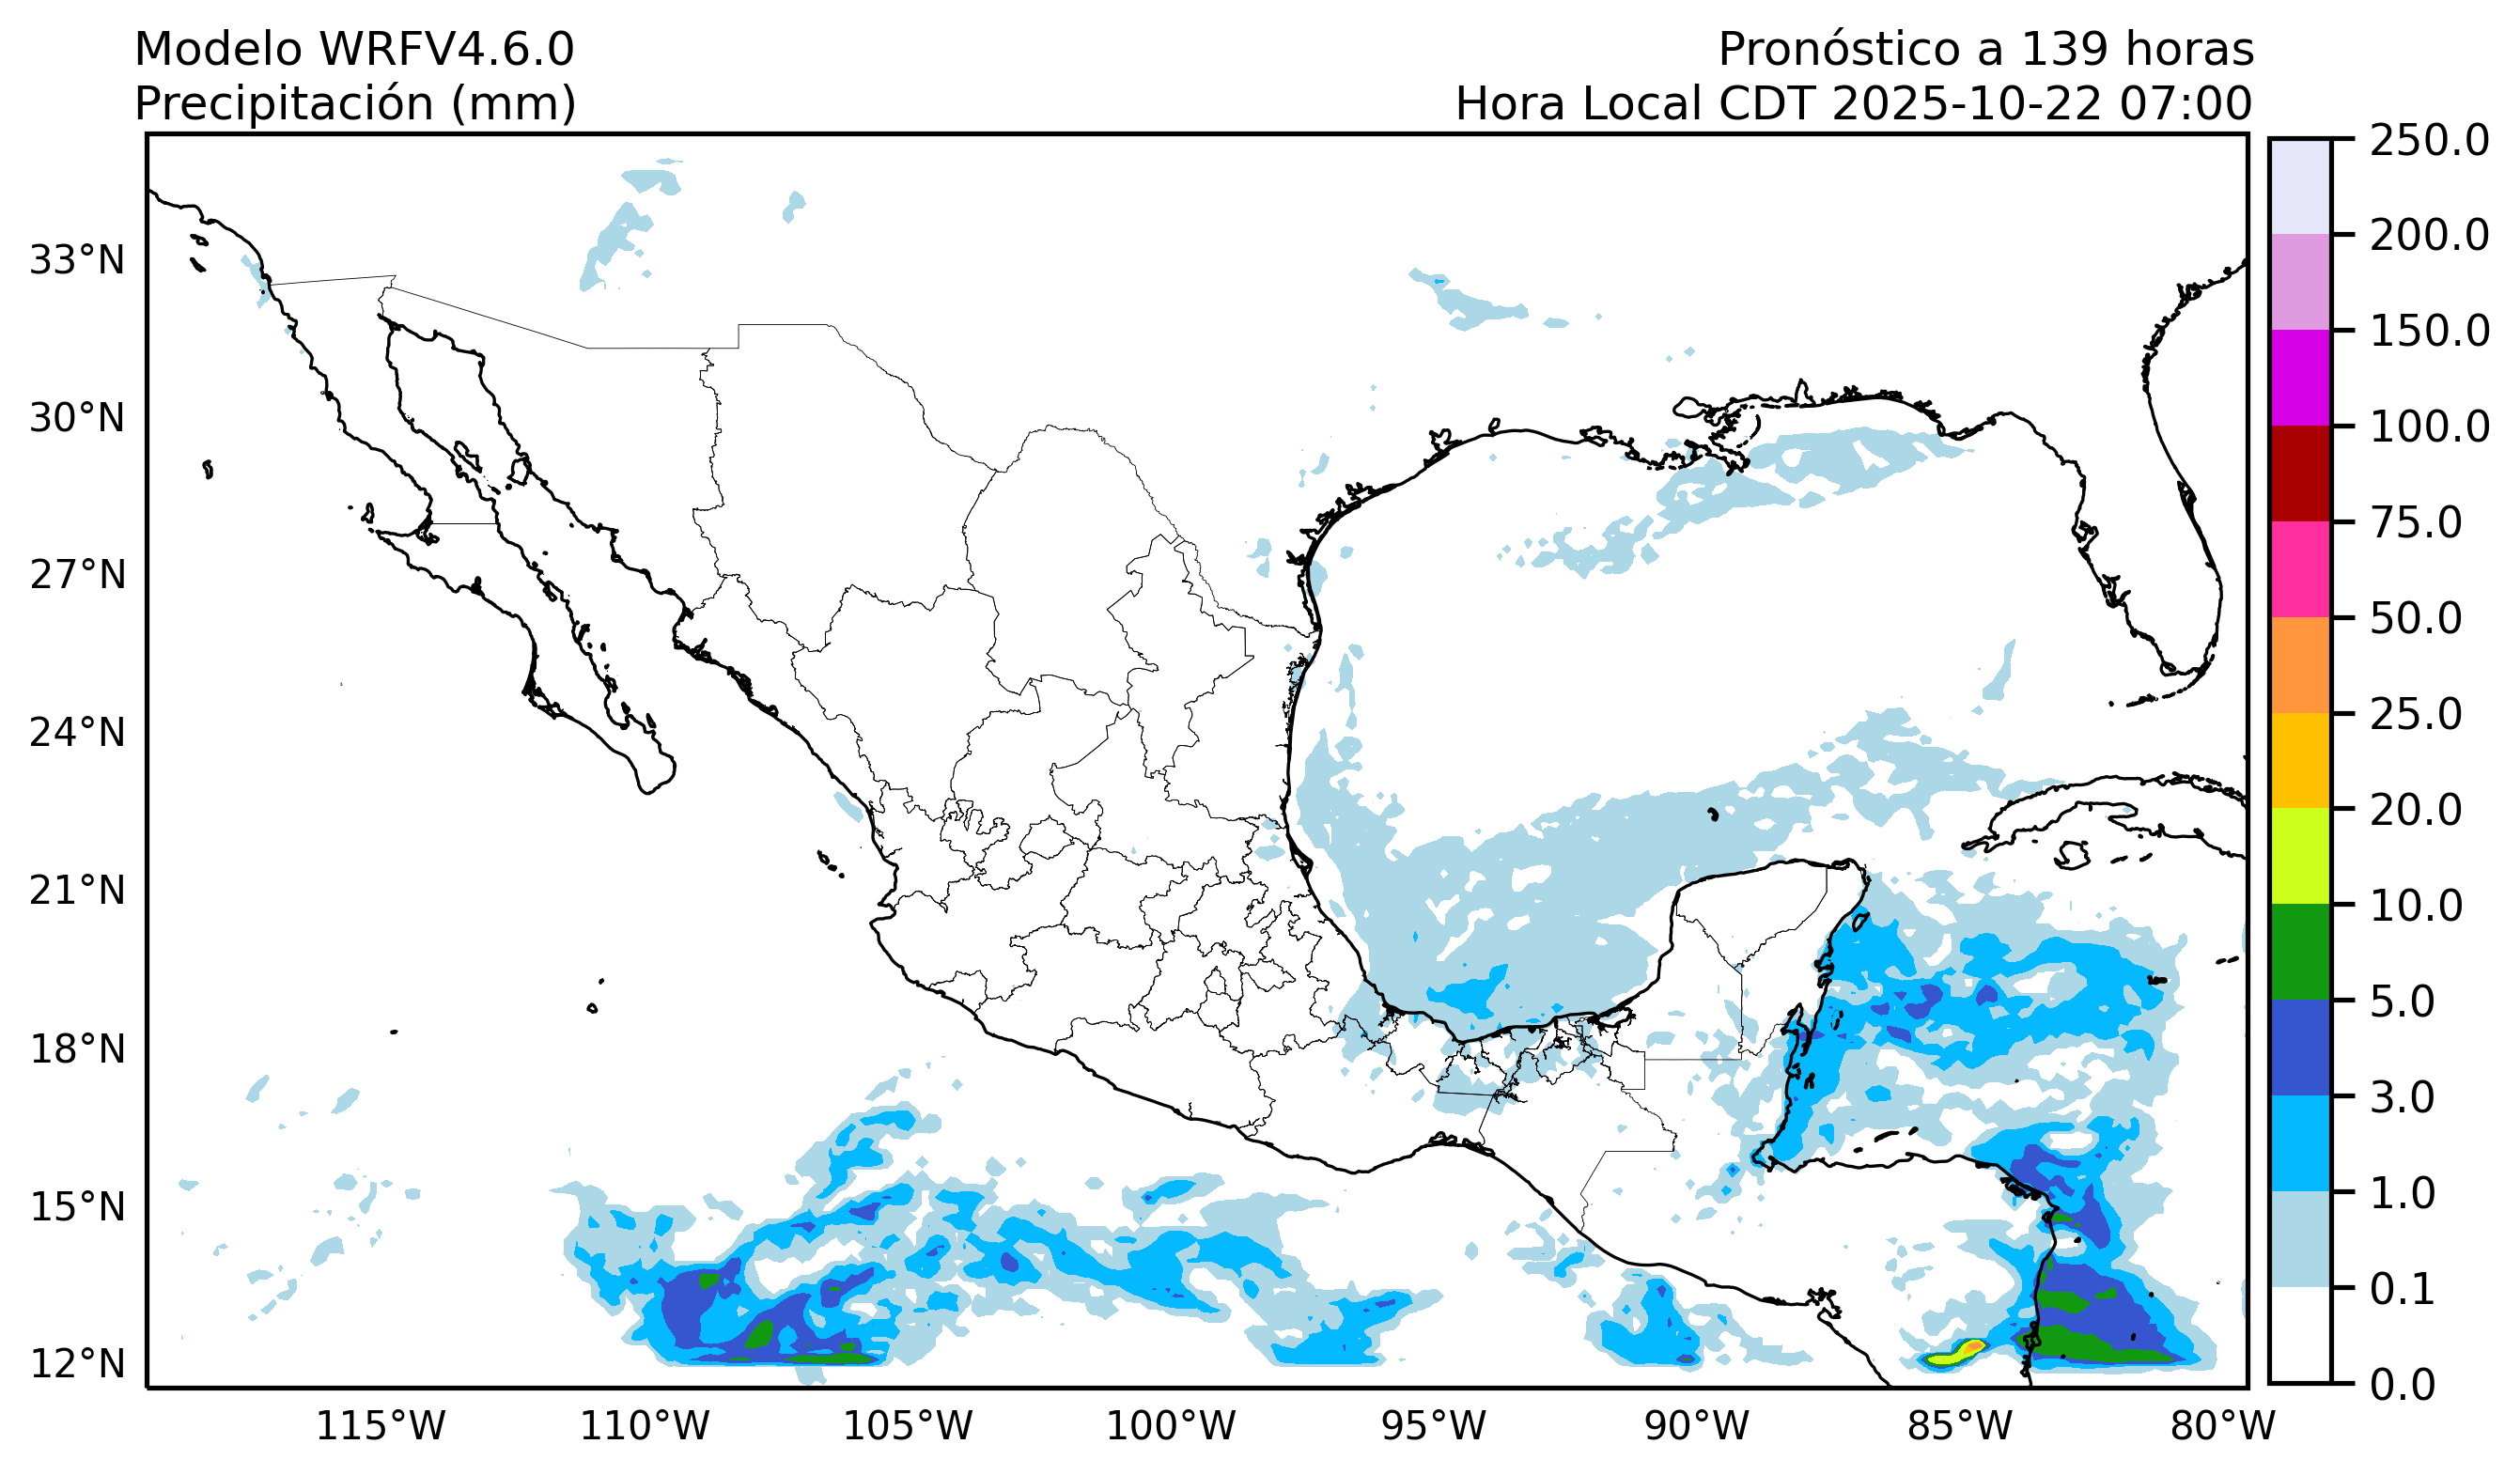 Modelo WRFV4.6.0
Precipitación (mm)
Pronóstico a 139 horas
Hora Local CDT 2025-10-22 07:00
33°N
30°N
27°N
24°N
21°N
18°N
15°N
12°N
115°W
110°W
105°W
100°W
95°W
90°W
85°W
80°W
250.0
200.0
150.0
100.0
75.0
50.0
25.0
20.0
10.0
5.0
3.0
1.0
0.1
0.0